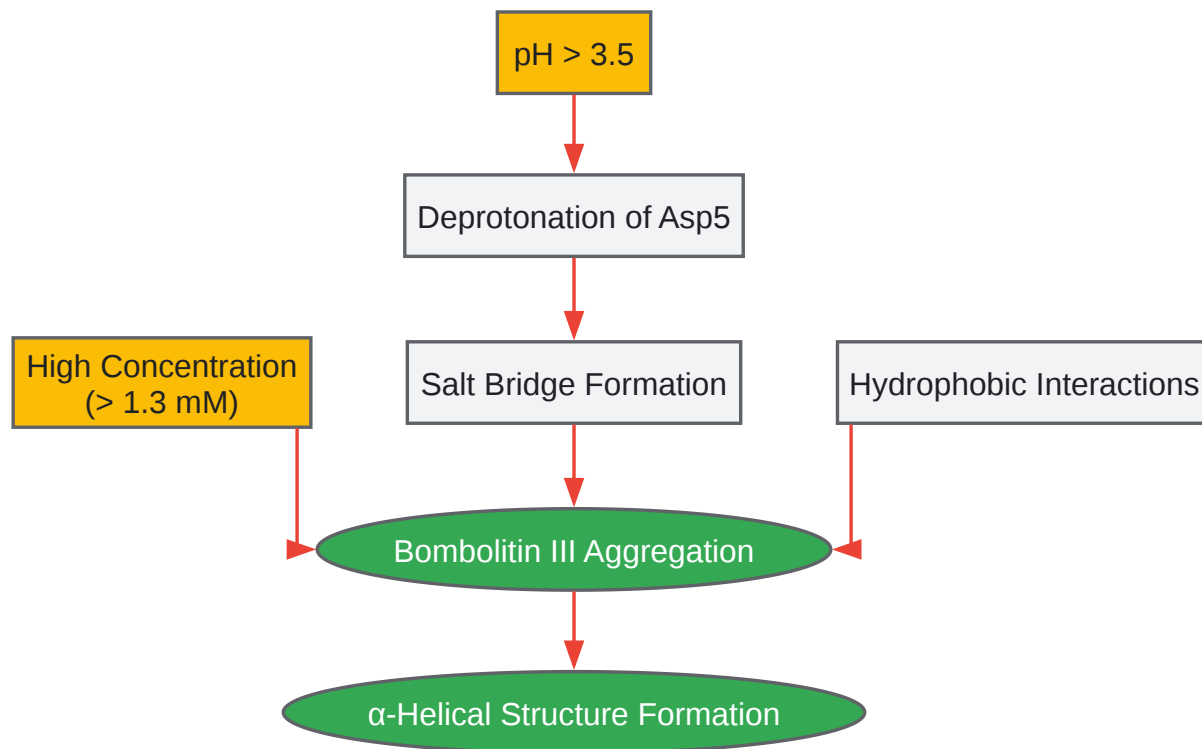 pH > 3.5
Deprotonation of Asp5
High Concentration
(> 1.3 mM)
Salt Bridge Formation
Hydrophobic Interactions
Bombolitin III Aggregation
α-Helical Structure Formation